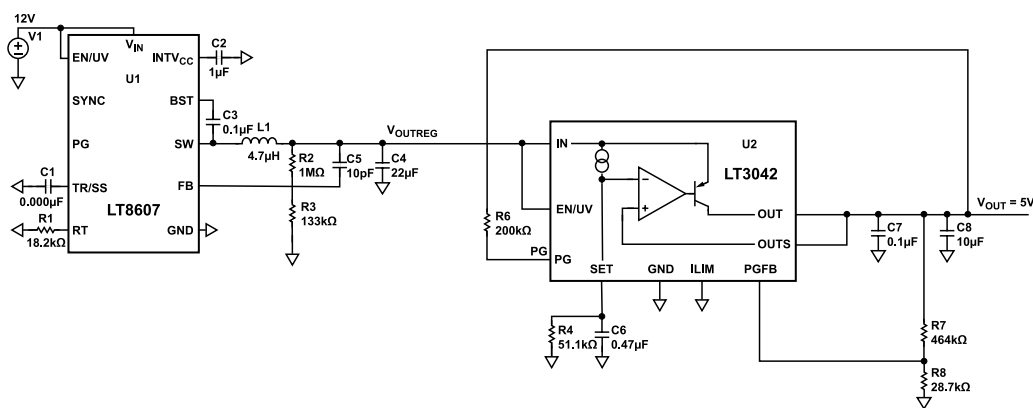 12V
V1
VIN
EN/UV
INTVCC
C2
1µF
U1
SYNC
BST
C3
0.1µF
L1
4.7µH
PG
SW
VOUTREG
R2
1MΩ
C5
10pF
C4
22µF
C1
0.000µF
TR/SS
FB
LT8607
R1
18.2kΩ
RT
GND
R3
133kΩ
R6
200kΩ
IN
U2
LT3042
EN/UV
OUT
OUTS
PG
PG
SET
GND
ILIM
PGFB
VOUT = 5V
C7
0.1µF
C8
10µF
R4
51.1kΩ
C6
0.47µF
R7
464kΩ
R8
28.7kΩ